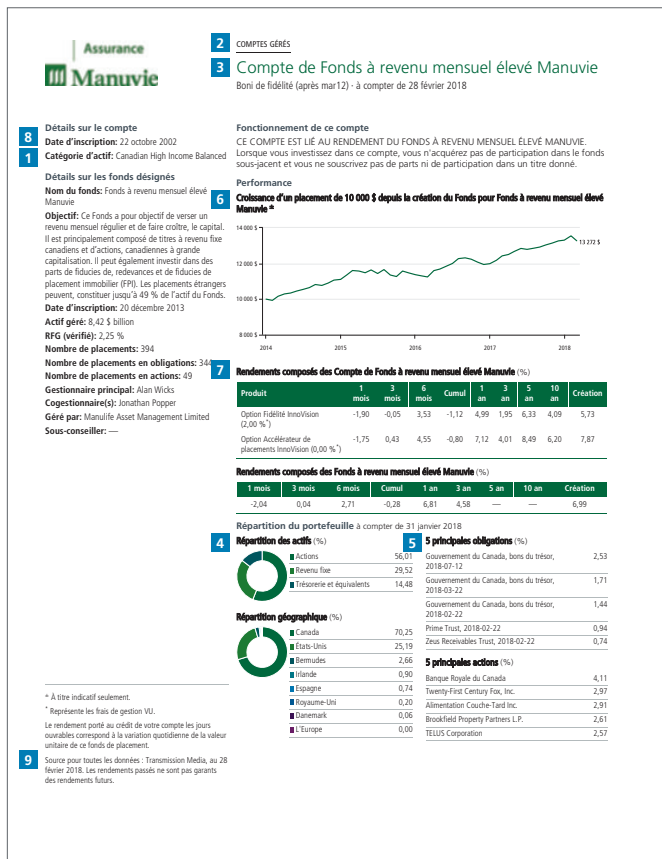 Assurance
Manuvie
2
COMPTES GÉRÉS
3
Compte de Fonds à revenu mensuel élevé Manuvie
Boni de fidélité (après mar12) · à compter de 28 février 2018
8
Détails sur le compte
Date d'inscription: 22 octobre 2002
1
Catégorie d'actif: Canadian High Income Balanced
Détails sur les fonds désignés
Nom du fonds: Fonds à revenu mensuel élevé
Manuvie
Objectif: Ce Fonds a pour objectif de verser un
revenu mensuel régulier et de faire croître, le capital.
Il est principalement composé de titres à revenu fixe
canadiens et d'actions, canadiennes à grande
capitalisation. Il peut également investir dans des
parts de fiducies de, redevances et de fiducies de
placement immobilier (FPI). Les placements étrangers
peuvent, constituer jusqu'à 49 % de l'actif du Fonds.
Date d'inscription: 20 décembre 2013
Actif géré: 8,42 $ billion
RFG (vérifié): 2,25 %
Nombre de placements: 394
Nombre de placements en obligations: 344
Nombre de placements en actions: 49
Gestionnaire principal: Alan Wicks
Cogestionnaire(s): Jonathan Popper
Géré par: Manulife Asset Management Limited
Sous-conseiller: —
Fonctionnement de ce compte
CE COMPTE EST LIÉ AU RENDEMENT DU FONDS À REVENU MENSUEL ÉLEVÉ MANUVIE.
Lorsque vous investissez dans ce compte, vous n'acquérez pas de participation dans le fonds
sous-jacent et vous ne souscrivez pas de parts ni de participation dans un titre donné.
Performance
6
Croissance d'un placement de 10 000 $ depuis la création du Fonds pour Fonds à revenu mensuel élevé
Manuvie *
14 000 $
12 000 $
10 000 $
8 000 $
13 272 $
2014 2015 2016 2017 2018
7
Rendements composés des Compte de Fonds à revenu mensuel élevé Manuvie (%)
Produit 1 mois 3 mois 6 mois Cumul 1 an 3 an 5 an 10 an Création
Option Fidélité InnoVision
(2,00 %*) -1,90 -0,05 3,53 -1,12 4,99 1,95 6,33 4,09 5,73
Option Accélérateur de
placements InnoVision (0,00 %*) -1,75 0,43 4,55 -0,80 7,12 4,01 8,49 6,20 7,87
Rendements composés des Fonds à revenu mensuel élevé Manuvie (%)
1 mois 3 mois 6 mois Cumul 1 an 3 an 5 an 10 an Création
-2,04 0,04 2,71 -0,28 6,81 4,58 — — 6,99
Répartition du portefeuille à compter de 31 janvier 2018
4
Répartition des actifs (%)
Actions 56,01
Revenu fixe 29,52
Trésorerie et équivalents 14,48
Répartition géographique (%)
Canada 70,25
États-Unis 25,19
Bermudes 2,66
Irlande 0,90
Espagne 0,74
Royaume-Uni 0,20
Danemark 0,06
L'Europe 0,00
5
5 principales obligations (%)
Gouvernement du Canada, bons du trésor,
2018-07-12 2,53
Gouvernement du Canada, bons du trésor,
2018-03-22 1,71
Gouvernement du Canada, bons du trésor,
2018-02-22 1,44
Prime Trust, 2018-02-22 0,94
Zeus Receivables Trust, 2018-02-22 0,74
5 principales actions (%)
Banque Royale du Canada 4,11
Twenty-First Century Fox, Inc. 2,97
Alimentation Couche-Tard Inc. 2,91
Brookfield Property Partners L.P. 2,61
TELUS Corporation 2,57
* À titre indicatif seulement.
* Représente les frais de gestion VU.
Le rendement porté au crédit de votre compte les jours
ouvrables correspond à la variation quotidienne de la valeur
unitaire de ce fonds de placement.
9
Source pour toutes les données : Transmission Media, au 28
février 2018. Les rendements passés ne sont pas garants
des rendements futurs.